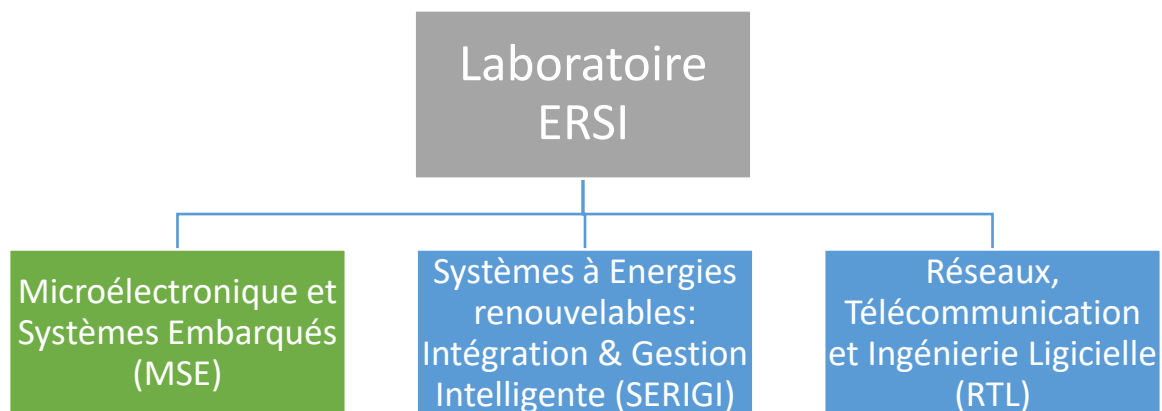 Laboratoire
ERSI
Microélectronique et
Systèmes Embarqués
(MSE)
Systèmes à Energies
renouvelables:
Intégration & Gestion
Intelligente (SERIGI)
Réseaux,
Télécommunication
et Ingénierie Ligicielle
(RTL)